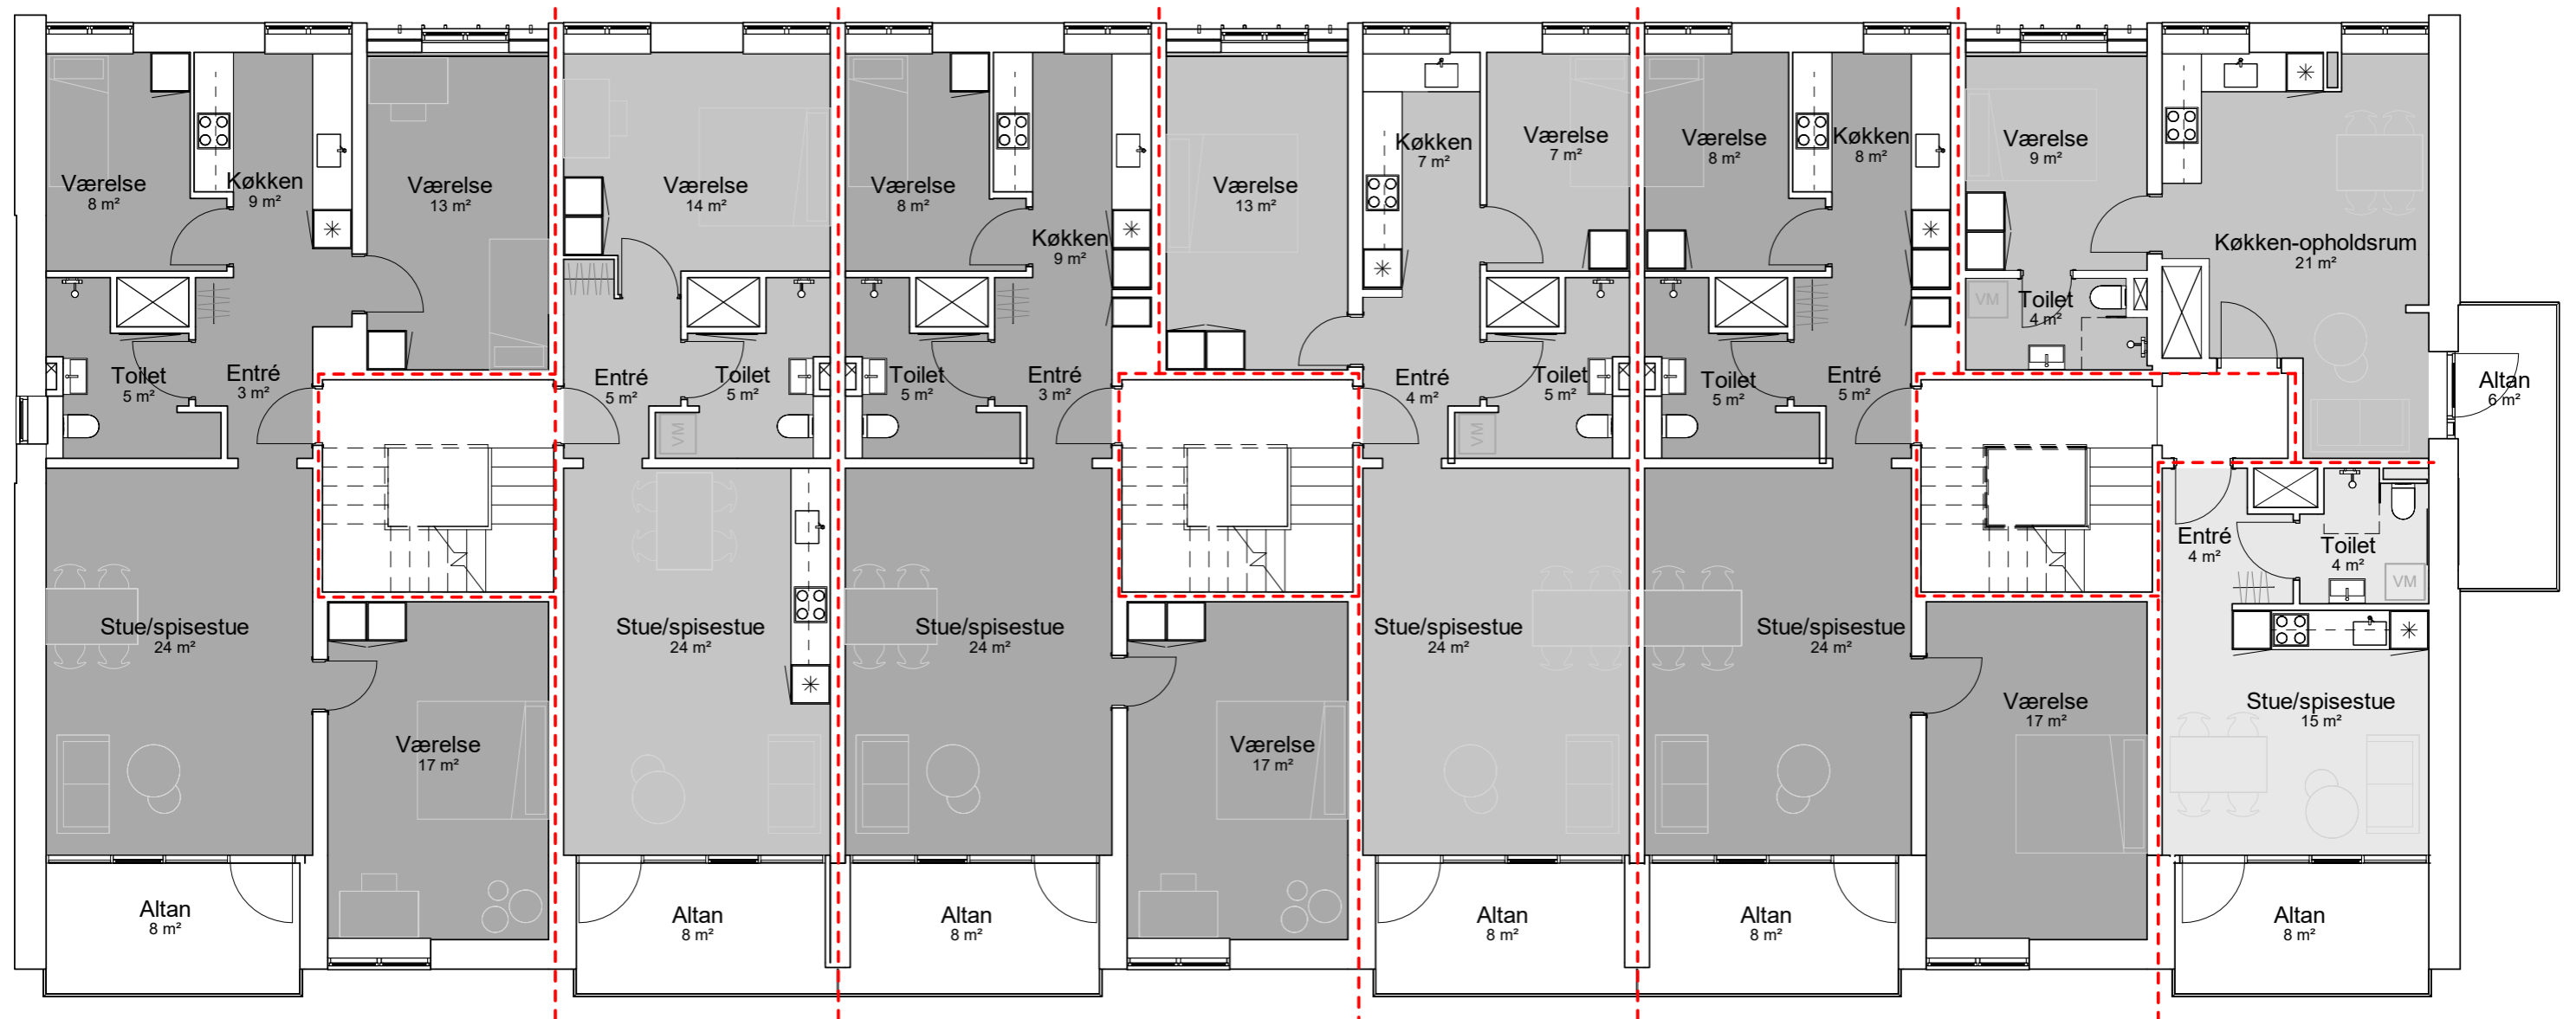 Værelse
8 m²
Køkken
9 m²
Værelse
13 m²
Toilet
5 m²
Entré
3 m²
Stue/spisestue
24 m²
Værelse
17 m²
Altan
8 m²
Værelse
14 m²
Entré
5 m²
Toilet
5 m²
VM
Stue/spisestue
24 m²
Altan
8 m²
Værelse
8 m²
Køkken
9 m²
Toilet
5 m²
Entré
3 m²
Stue/spisestue
24 m²
Værelse
17 m²
Altan
8 m²
Værelse
13 m²
Køkken
7 m²
Værelse
7 m²
Entré
4 m²
Toilet
5 m²
VM
Stue/spisestue
24 m²
Altan
8 m²
Værelse
8 m²
Køkken
8 m²
Toilet
5 m²
Entré
5 m²
Stue/spisestue
24 m²
Værelse
17 m²
Altan
8 m²
Værelse
9 m²
VM
Toilet
4 m²
Køkken-opholdsrum
21 m²
Altan
6 m²
Entré
4 m²
Toilet
4 m²
VM
Stue/spisestue
15 m²
Altan
8 m²